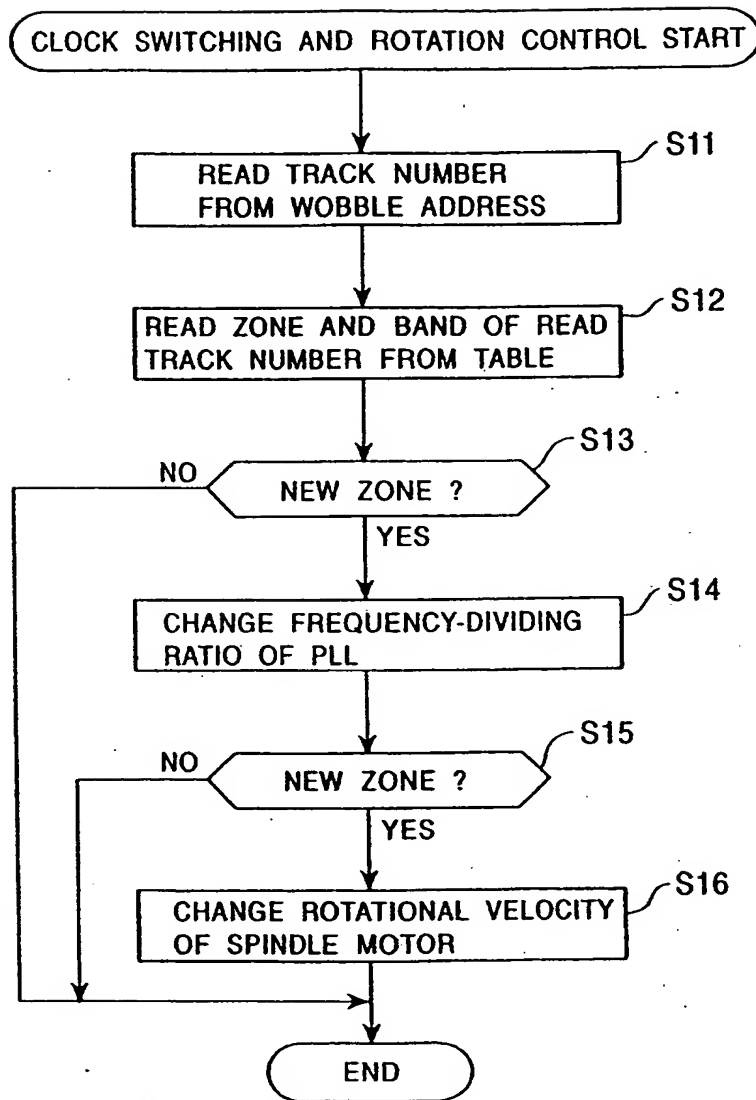 CLOCK SWITCHING AND ROTATION CONTROL START
S11
READ TRACK NUMBER
FROM WOBBLE ADDRESS
S12
READ ZONE AND BAND OF READ
TRACK NUMBER FROM TABLE
S13
NO
NEW ZONE ?
YES
S14
CHANGE FREQUENCY-DIVIDING
RATIO OF PLL
S15
NO
NEW ZONE ?
YES
S16
CHANGE ROTATIONAL VELOCITY
OF SPINDLE MOTOR
END